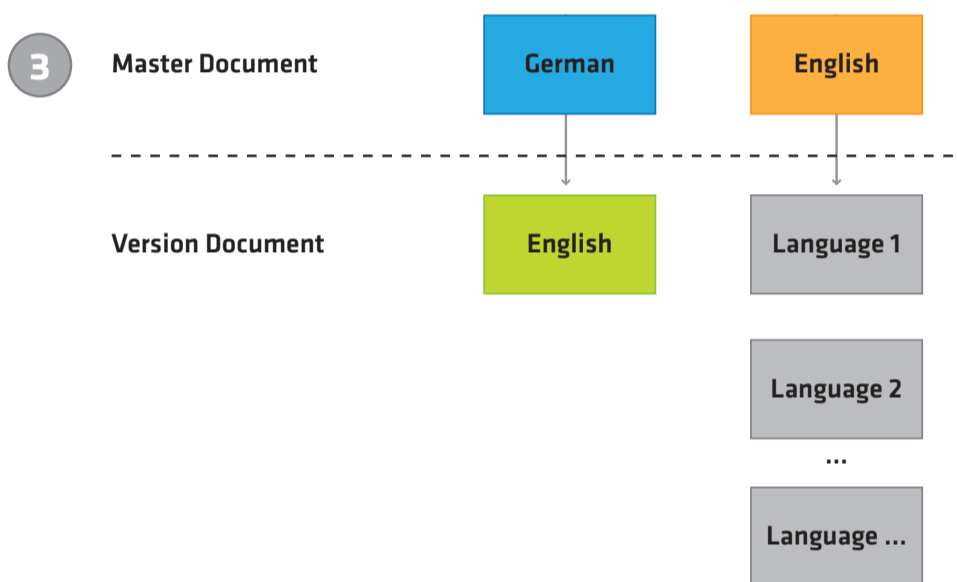 3
Master Document
German
English
Version Document
English
Language 1
Language 2
...
Language ...